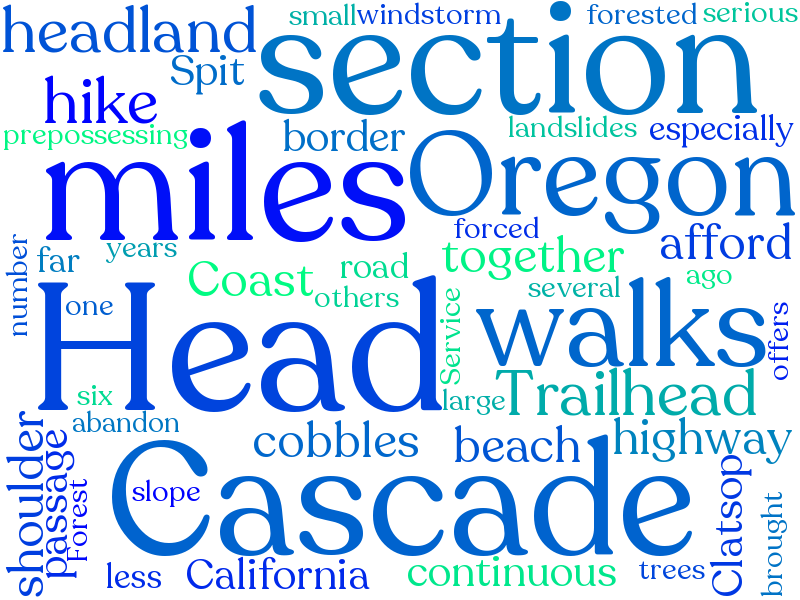 small windstorm forested serious
headland section
Spit
hike
prepossessing border landslides especially
miles Oregon
forced
number far years together afford
Coast road ago
others several
one Head walks offers
Service
six large Trailhead
abandon
shoulder passage cobbles beach highway
Forest slope Cascade Clatsop brought
less California continuous trees